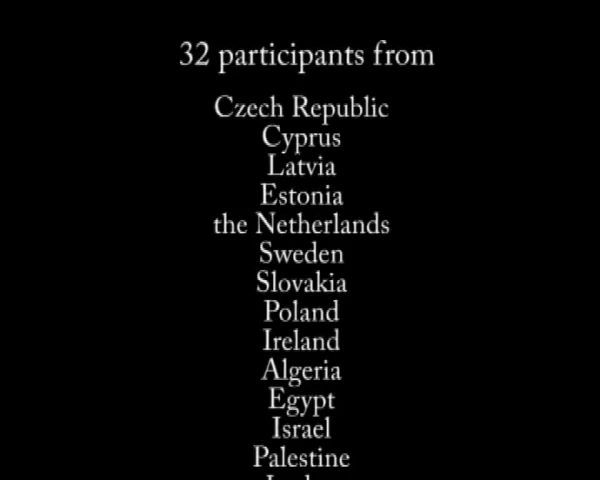 32 participants from
Czech Republic
Cyprus
Latvia
Estonia
the Netherlands
Sweden
Slovakia
Poland
Ireland
Algeria
Egypt
Israel
Palestine